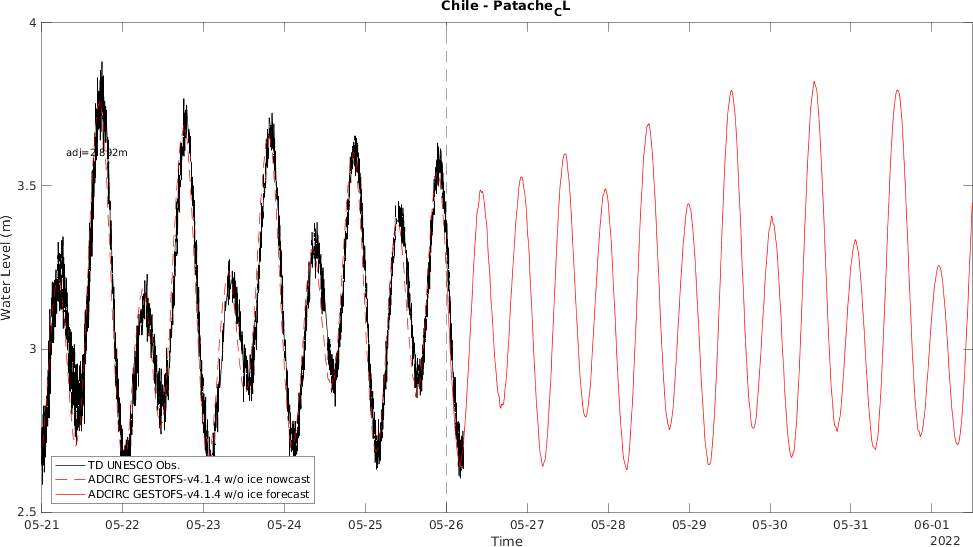 Chile - Patache_CL
4
3.5
3
2.5
Water Level (m)
adj=2.892m
TD UNESCO Obs.
ADCIRC GESTOFS-v4.1.4 w/o ice nowcast
ADCIRC GESTOFS-v4.1.4 w/o ice forecast
05-21 05-22 05-23 05-24 05-25 05-26 05-27 05-28 05-29 05-30 05-31 06-01
Time
2022